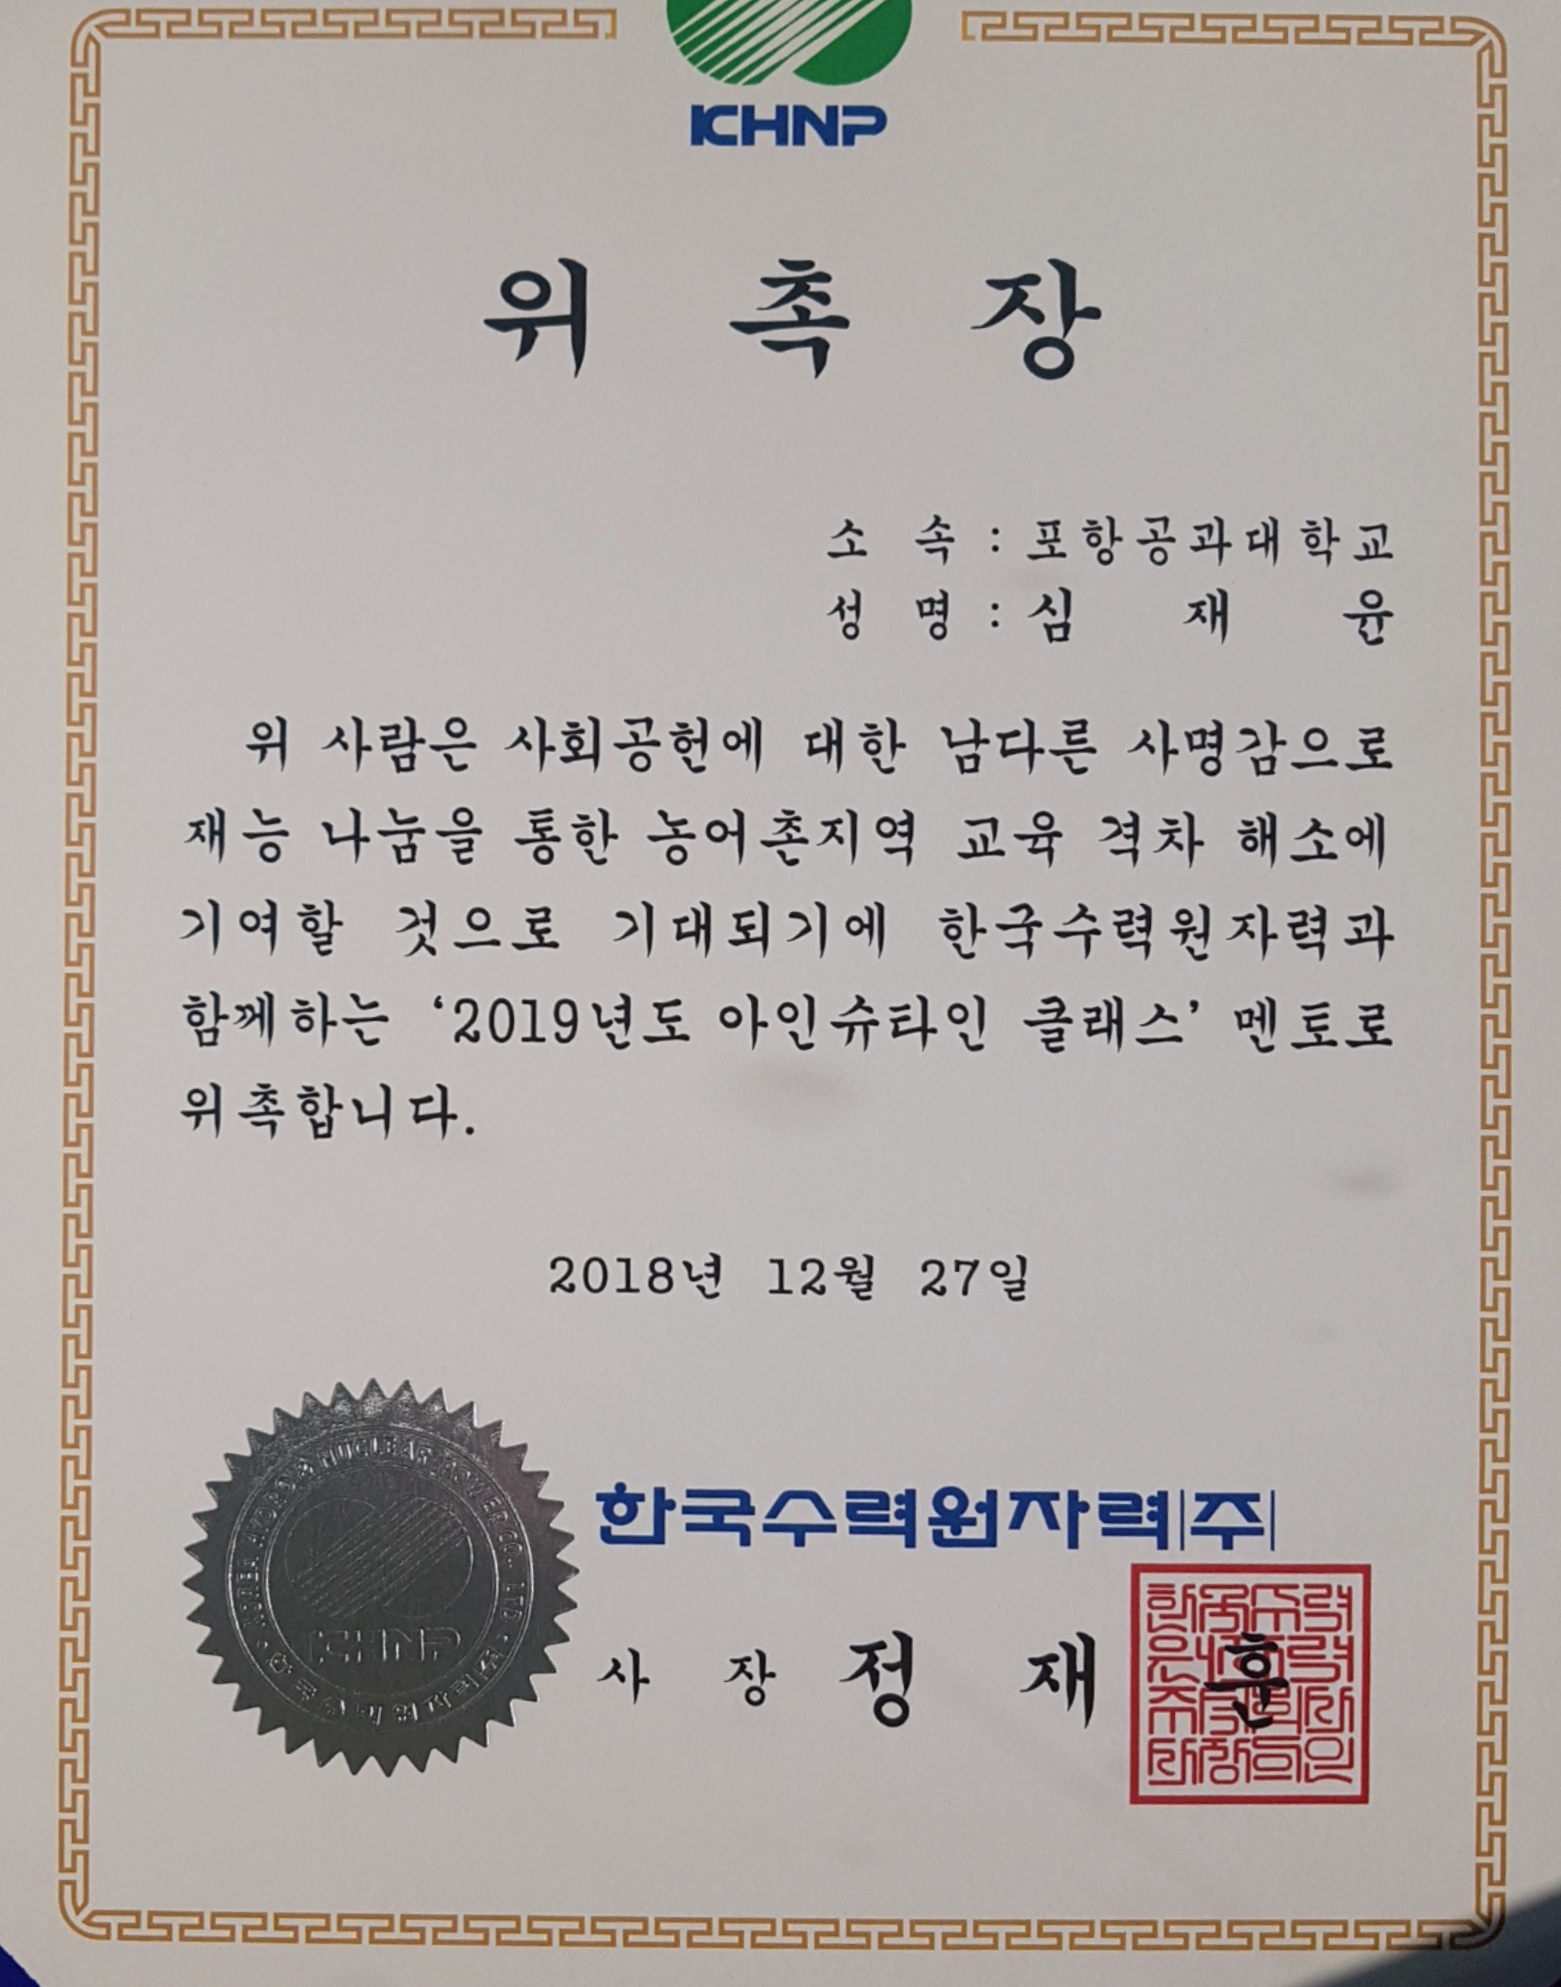 KHNP
위 촉 장
소 속 : 포항공과대학교
성 명 : 심 재 윤
위 사람은 사회공헌에 대한 남다른 사명감으로
재능 나눔을 통한 농어촌지역 교육 격차 해소에
기여할 것으로 기대되기에 한국수력원자력과
함께하는 ‘2019년도 아인슈타인 클래스’ 멘토로
위촉합니다.
2018년 12월 27일
KOREA HYDRO & NUCLEAR POWER CO., LTD
KHNP
한국수력원자력(주)
한국수력원자력(주)
사 장 정 재 훈